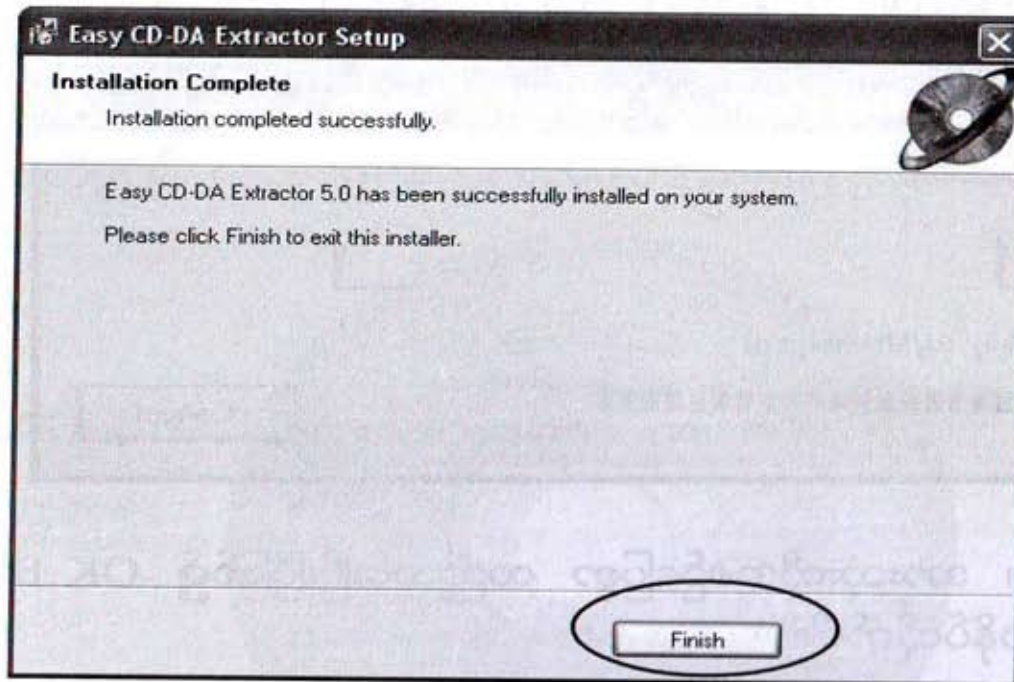 Easy CD-DA Extractor Setup
Installation Complete
Installation completed successfully.
Easy CD-DA Extractor 5.0 has been successfully installed on your system.
Please click Finish to exit this installer.
Finish